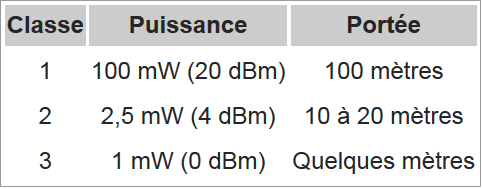 Classe Puissance Portée
1 100 mW (20 dBm) 100 mètres
2 2,5 mW (4 dBm) 10 à 20 mètres
3 1 mW (0 dBm) Quelques mètres